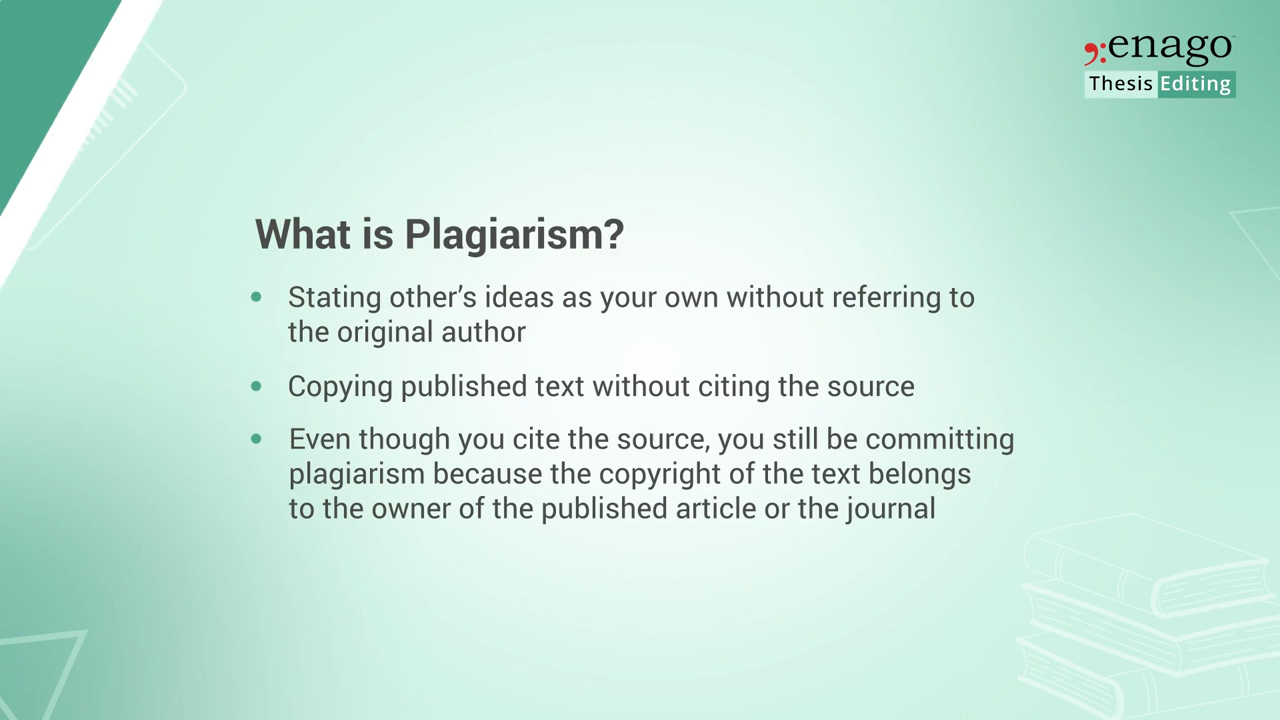 enago
Thesis Editing
What is Plagiarism?
Stating other’s ideas as your own without referring to
the original author
Copying published text without citing the source
Even though you cite the source, you still be committing
plagiarism because the copyright of the text belongs
to the owner of the published article or the journal